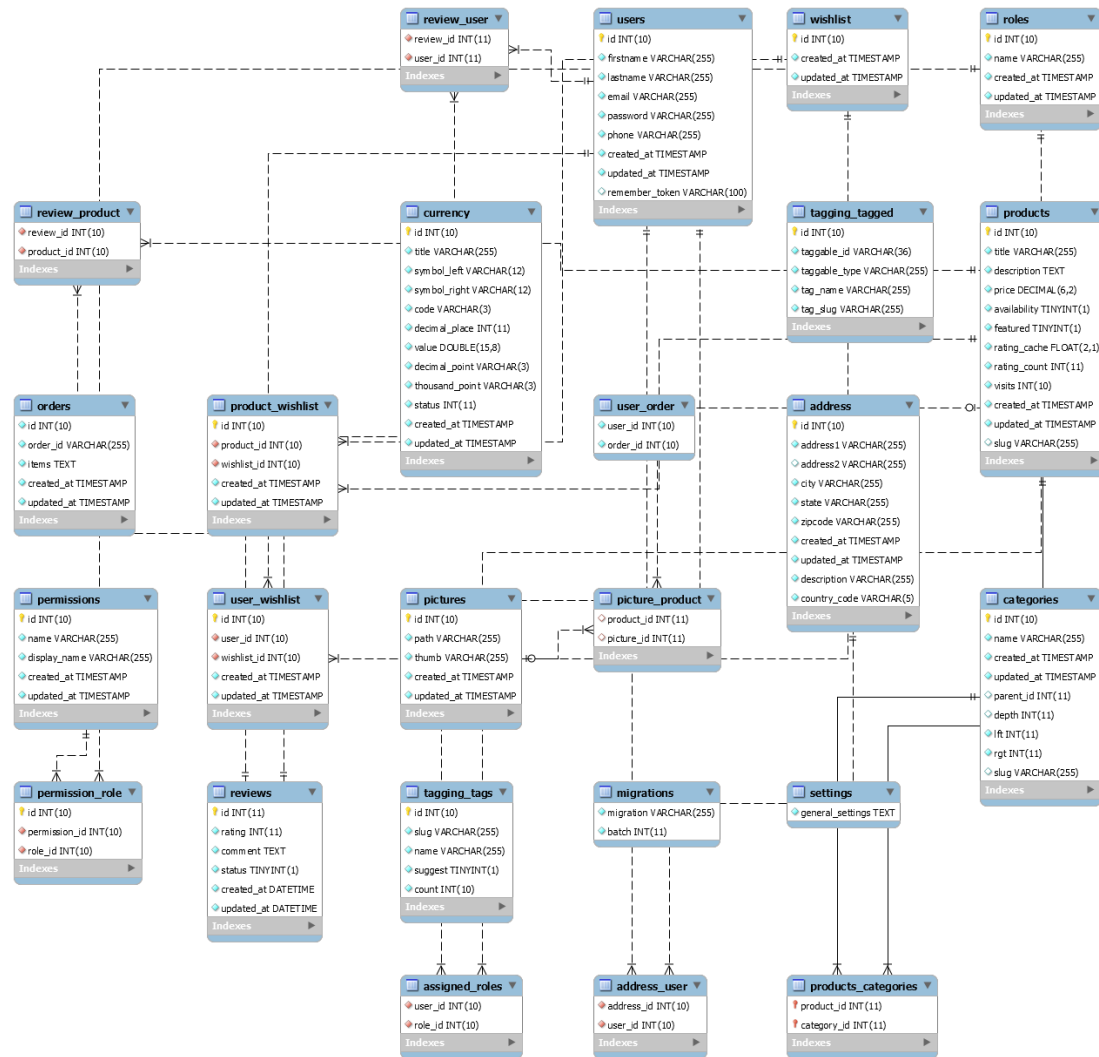 review_user
review_id INT(11)
user_id INT(11)
Indexes
users
id INT(10)
firstname VARCHAR(255)
lastname VARCHAR(255)
email VARCHAR(255)
password VARCHAR(255)
phone VARCHAR(255)
created_at TIMESTAMP
updated_at TIMESTAMP
remember_token VARCHAR(100)
Indexes
wishlist
id INT(10)
created_at TIMESTAMP
updated_at TIMESTAMP
Indexes
roles
id INT(10)
name VARCHAR(255)
created_at TIMESTAMP
updated_at TIMESTAMP
Indexes
review_product
review_id INT(10)
product_id INT(10)
Indexes
currency
id INT(10)
title VARCHAR(255)
symbol_left VARCHAR(12)
symbol_right VARCHAR(12)
code VARCHAR(3)
decimal_place INT(11)
value DOUBLE(15,8)
decimal_point VARCHAR(3)
thousand_point VARCHAR(3)
status INT(11)
created_at TIMESTAMP
updated_at TIMESTAMP
Indexes
tagging_tagged
id INT(10)
taggable_id VARCHAR(36)
taggable_type VARCHAR(255)
tag_name VARCHAR(255)
tag_slug VARCHAR(255)
Indexes
products
id INT(10)
title VARCHAR(255)
description TEXT
price DECIMAL(6,2)
availability TINYINT(1)
featured TINYINT(1)
rating_cache FLOAT(2,1)
rating_count INT(11)
visits INT(10)
created_at TIMESTAMP
updated_at TIMESTAMP
slug VARCHAR(255)
Indexes
orders
id INT(10)
order_id VARCHAR(255)
items TEXT
created_at TIMESTAMP
updated_at TIMESTAMP
Indexes
product_wishlist
id INT(10)
product_id INT(10)
wishlist_id INT(10)
created_at TIMESTAMP
updated_at TIMESTAMP
Indexes
user_order
user_id INT(10)
order_id INT(10)
address
id INT(10)
address1 VARCHAR(255)
address2 VARCHAR(255)
city VARCHAR(255)
state VARCHAR(255)
zipcode VARCHAR(255)
created_at TIMESTAMP
updated_at TIMESTAMP
description VARCHAR(255)
country_code VARCHAR(5)
Indexes
permissions
id INT(10)
name VARCHAR(255)
display_name VARCHAR(255)
created_at TIMESTAMP
updated_at TIMESTAMP
Indexes
user_wishlist
id INT(10)
user_id INT(10)
wishlist_id INT(10)
created_at TIMESTAMP
updated_at TIMESTAMP
Indexes
pictures
id INT(10)
path VARCHAR(255)
thumb VARCHAR(255)
created_at TIMESTAMP
updated_at TIMESTAMP
Indexes
picture_product
product_id INT(11)
picture_id INT(11)
Indexes
categories
id INT(10)
name VARCHAR(255)
created_at TIMESTAMP
updated_at TIMESTAMP
parent_id INT(11)
depth INT(11)
lft INT(11)
rgt INT(11)
slug VARCHAR(255)
Indexes
permission_role
id INT(10)
permission_id INT(10)
role_id INT(10)
Indexes
reviews
id INT(11)
rating INT(11)
comment TEXT
status TINYINT(1)
created_at DATETIME
updated_at DATETIME
Indexes
tagging_tags
id INT(10)
slug VARCHAR(255)
name VARCHAR(255)
suggest TINYINT(1)
count INT(10)
Indexes
migrations
migration VARCHAR(255)
batch INT(11)
settings
general_settings TEXT
assigned_roles
user_id INT(10)
role_id INT(10)
Indexes
address_user
address_id INT(10)
user_id INT(10)
Indexes
products_categories
product_id INT(11)
category_id INT(11)
Indexes